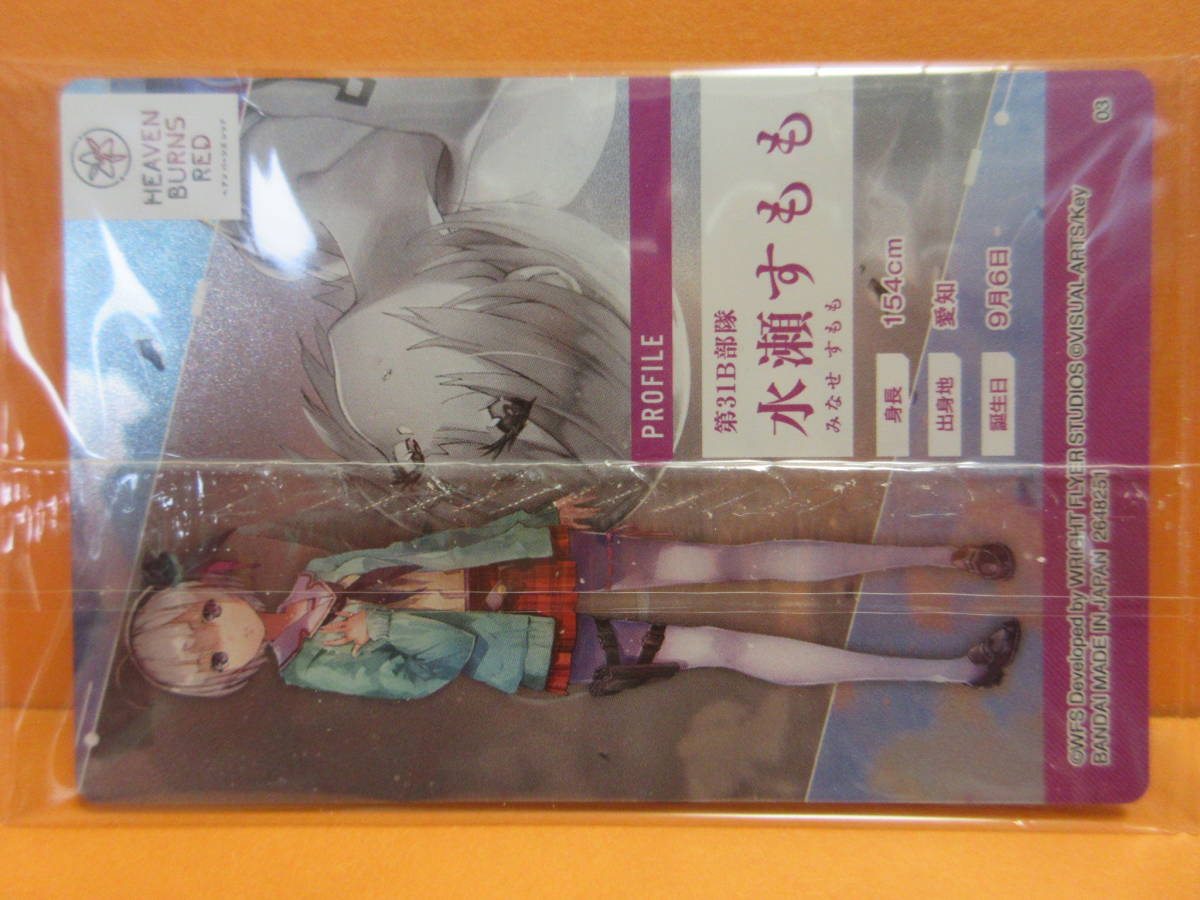 HEAVEN
BURNS
RED
ヘブンバーンズレッド
PROFILE
第31B部隊
水瀬すもも
みなせ すもも
身長 154cm
出身地 愛知
誕生日 9月6日
©WFS Developed by WRIGHT FLYER STUDIOS ©VISUAL ARTS/Key
BANDAI MADE IN JAPAN 2648251
03